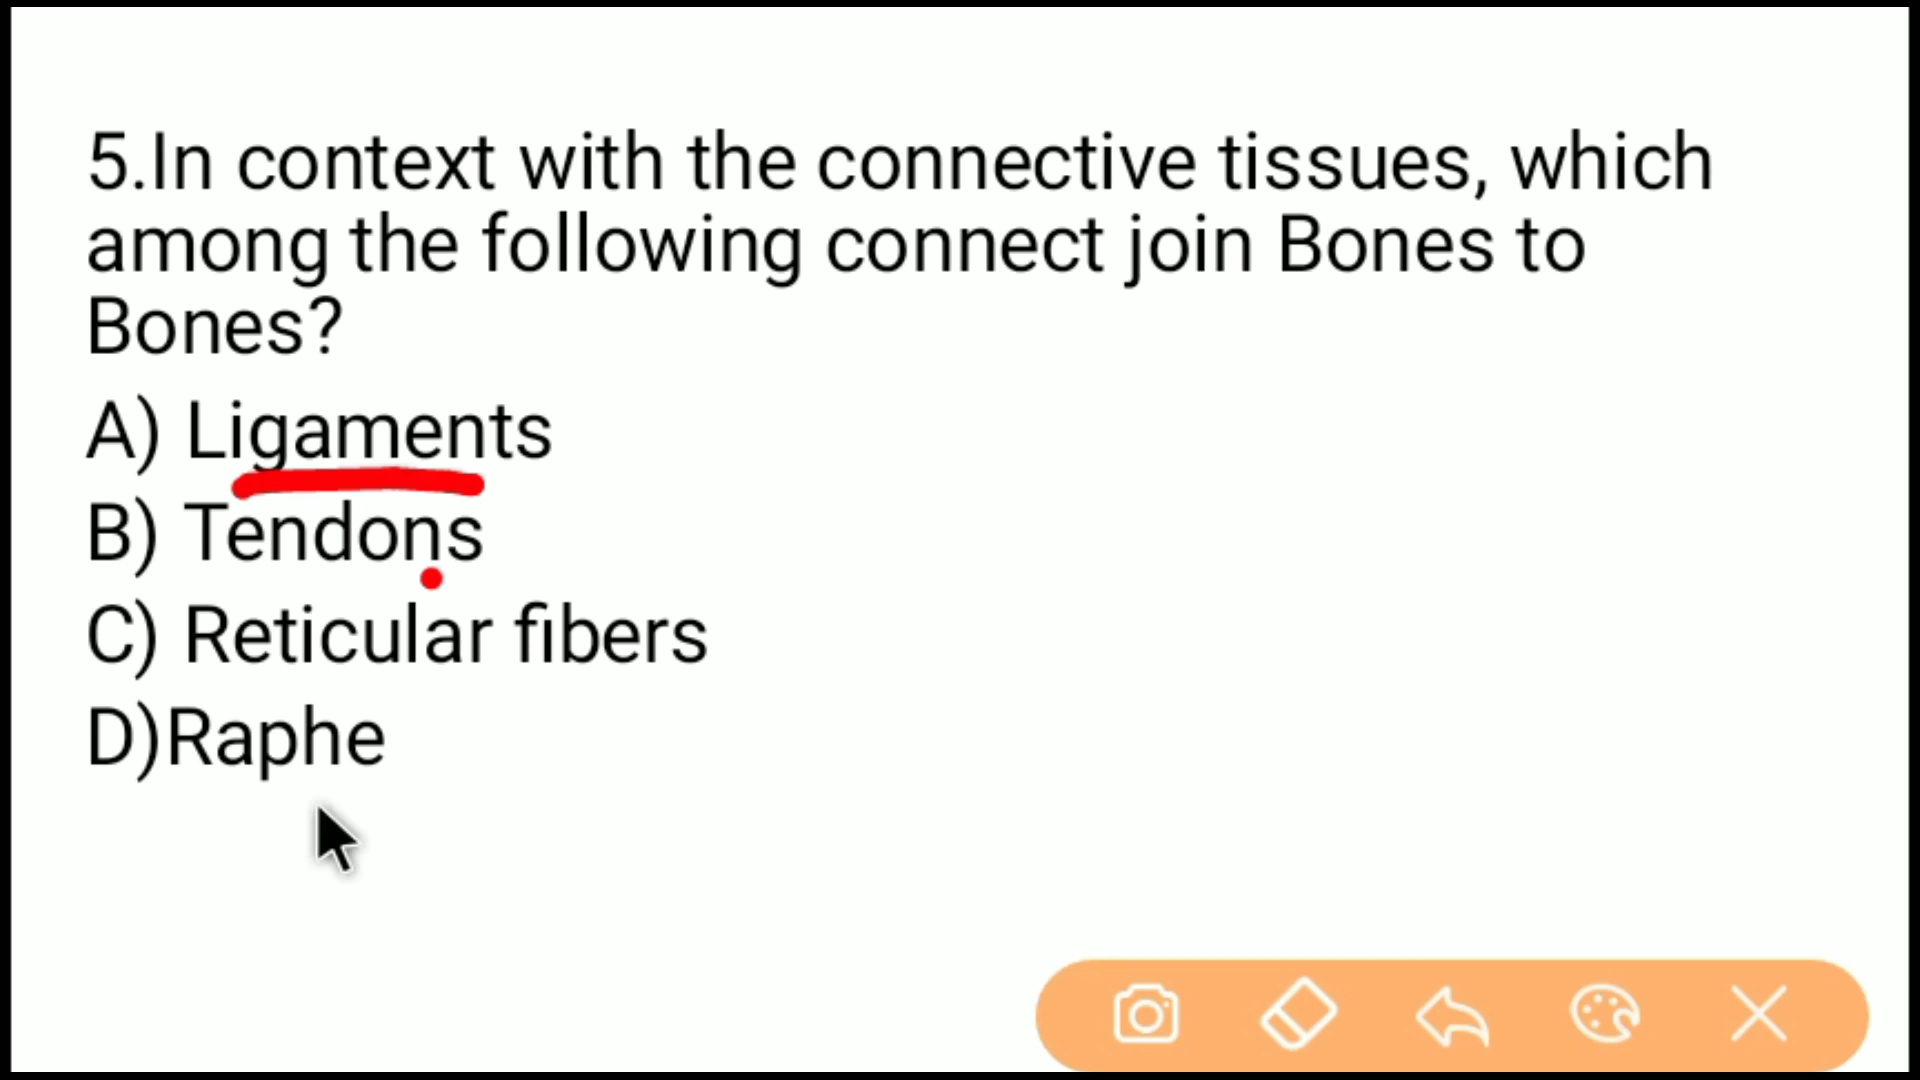 5.In context with the connective tissues, which
among the following connect join Bones to
Bones?
A) Ligaments
B) Tendons
C) Reticular fibers
D)Raphe